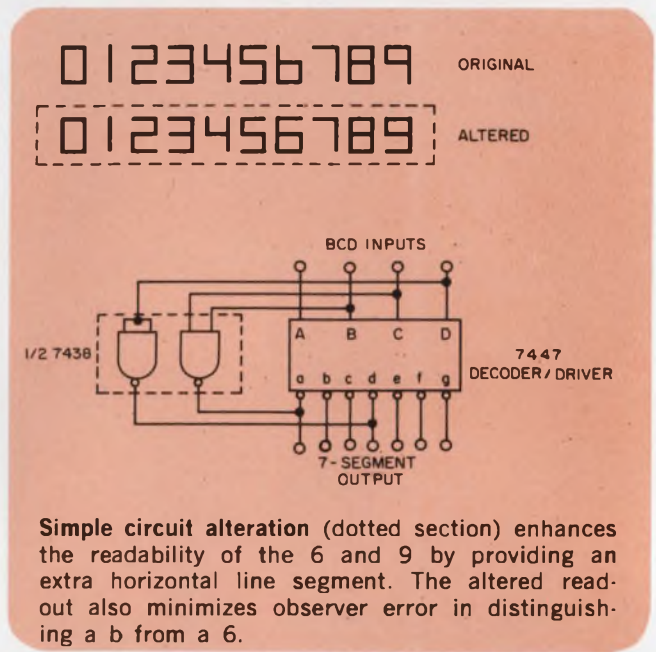 0123456789 ORIGINAL
0123456789 ALTERED
BCD INPUTS
A B C D
1/2 7438
7447
DECODER/DRIVER
a b c d e f g
7-SEGMENT
OUTPUT
Simple circuit alteration (dotted section) enhances
the readability of the 6 and 9 by providing an
extra horizontal line segment. The altered read-
out also minimizes observer error in distinguish-
ing a b from a 6.